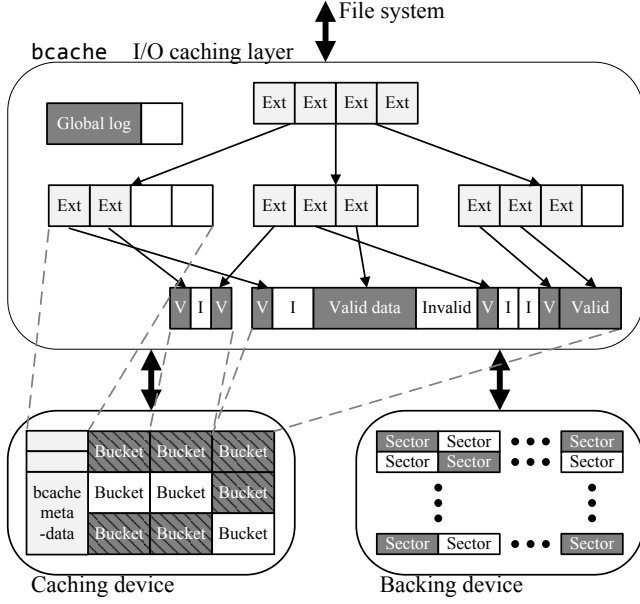 File system
bcache I/O caching layer
Ext Ext Ext Ext
Global log
Ext Ext
Ext Ext Ext
Ext Ext Ext
V I V
V I Valid data Invalid V I I V Valid
Bucket Bucket Bucket
bcache meta -data
Bucket Bucket Bucket
Bucket Bucket Bucket
Sector Sector Sector
Sector Sector Sector
Sector Sector Sector
Caching device
Backing device